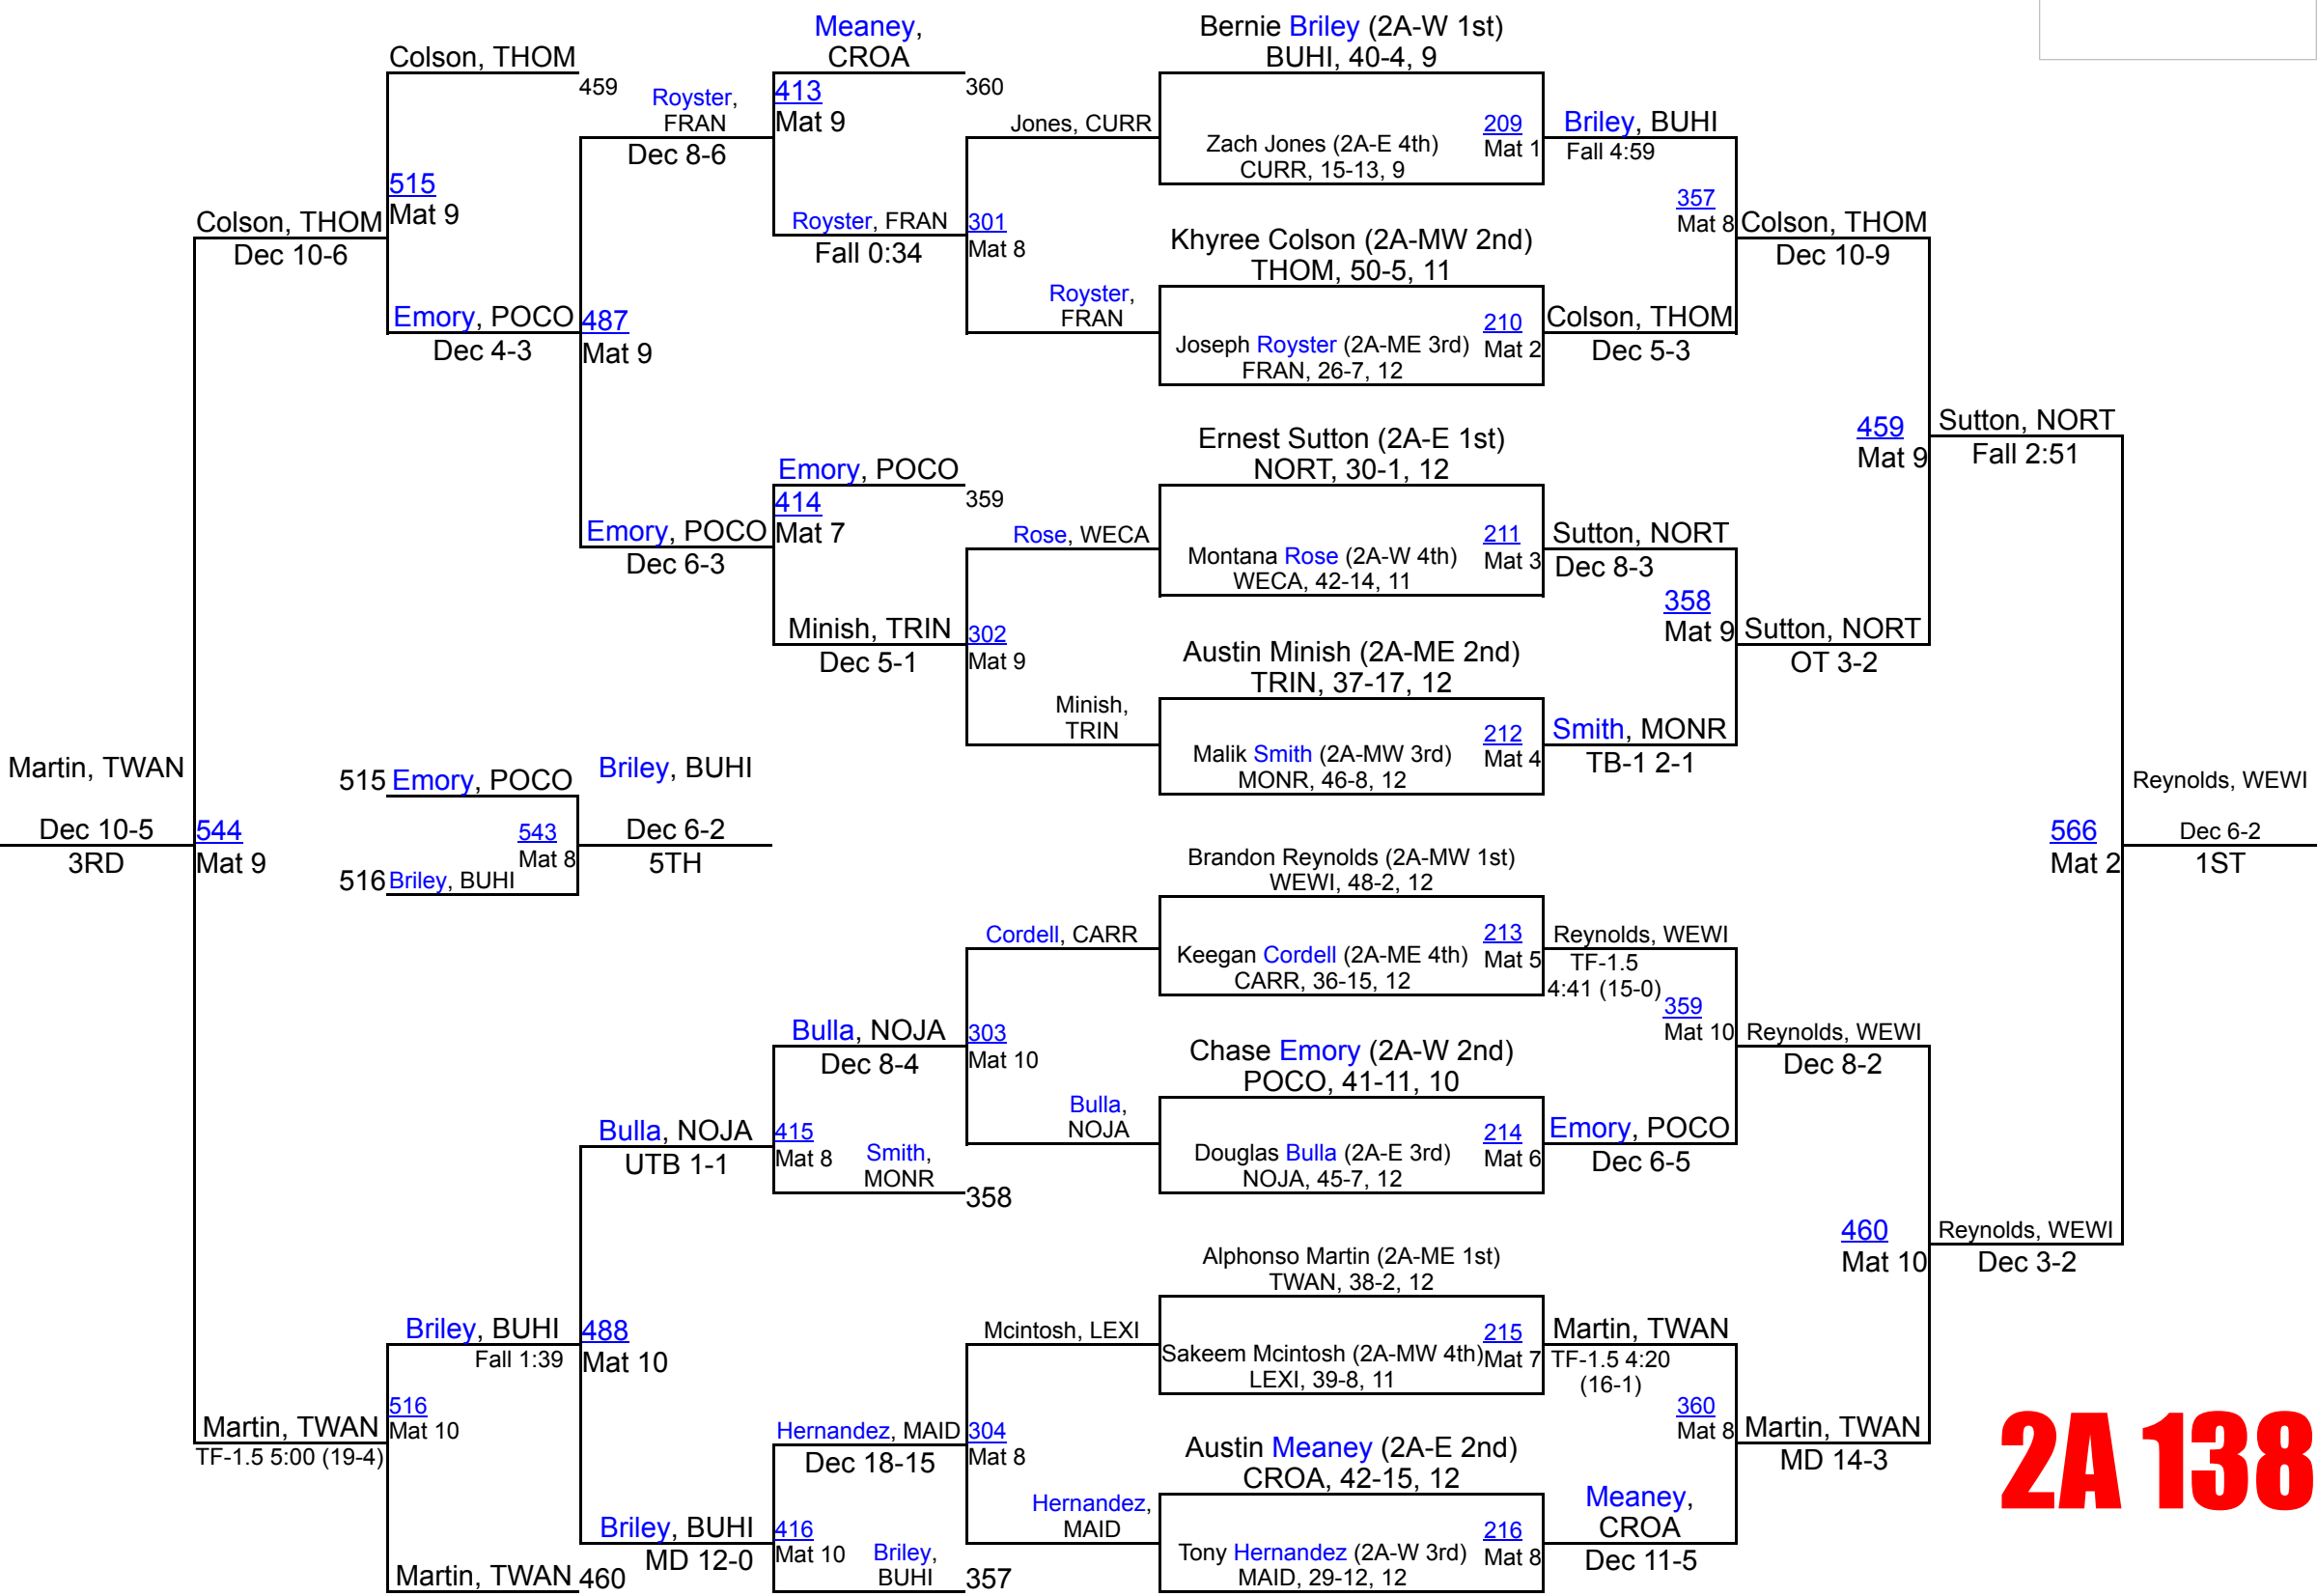 Colson, THOM
459
515
Mat 9
Colson, THOM
Dec 10-6
Emory, POCO
Dec 4-3
Royster,
FRAN
Dec 8-6
487
Mat 9
Emory, POCO
Dec 6-3
Meaney,
CROA
360
413
Mat 9
Royster, FRAN
Fall 0:34
Emory, POCO
359
414
Mat 7
Minish, TRIN
Dec 5-1
Jones, CURR
301
Mat 8
Royster,
FRAN
Rose, WECA
302
Mat 9
Minish,
TRIN
Bernie Briley (2A-W 1st)
BUHI, 40-4, 9
Zach Jones (2A-E 4th)
CURR, 15-13, 9
209
Mat 1
Khyree Colson (2A-MW 2nd)
THOM, 50-5, 11
Joseph Royster (2A-ME 3rd)
FRAN, 26-7, 12
210
Mat 2
Ernest Sutton (2A-E 1st)
NORT, 30-1, 12
Montana Rose (2A-W 4th)
WECA, 42-14, 11
211
Mat 3
Austin Minish (2A-ME 2nd)
TRIN, 37-17, 12
Malik Smith (2A-MW 3rd)
MONR, 46-8, 12
212
Mat 4
Briley, BUHI
Fall 4:59
357
Mat 8
Colson, THOM
Dec 5-3
Colson, THOM
Dec 10-9
Sutton, NORT
Dec 8-3
358
Mat 9
Smith, MONR
TB-1 2-1
Sutton, NORT
OT 3-2
459
Mat 9
Sutton, NORT
Fall 2:51
Martin, TWAN
Dec 10-5
3RD
544
Mat 9
515 Emory, POCO
516 Briley, BUHI
543
Mat 8
Briley, BUHI
Dec 6-2
5TH
566
Mat 2
Reynolds, WEWI
Dec 6-2
1ST
Brandon Reynolds (2A-MW 1st)
WEWI, 48-2, 12
Keegan Cordell (2A-ME 4th)
CARR, 36-15, 12
213
Mat 5
Chase Emory (2A-W 2nd)
POCO, 41-11, 10
Douglas Bulla (2A-E 3rd)
NOJA, 45-7, 12
214
Mat 6
Alphonso Martin (2A-ME 1st)
TWAN, 38-2, 12
Sakeem Mcintosh (2A-MW 4th)
LEXI, 39-8, 11
215
Mat 7
Austin Meaney (2A-E 2nd)
CROA, 42-15, 12
Tony Hernandez (2A-W 3rd)
MAID, 29-12, 12
216
Mat 8
Reynolds, WEWI
TF-1.5
4:41 (15-0)
359
Mat 10
Emory, POCO
Dec 6-5
Reynolds, WEWI
Dec 8-2
Martin, TWAN
TF-1.5 4:20
(16-1)
360
Mat 8
Meaney,
CROA
Dec 11-5
Martin, TWAN
MD 14-3
460
Mat 10
Reynolds, WEWI
Dec 3-2
Cordell, CARR
303
Mat 10
Bulla,
NOJA
Bulla, NOJA
Dec 8-4
415
Mat 8
Smith,
MONR
358
Bulla, NOJA
UTB 1-1
488
Mat 10
Mcintosh, LEXI
304
Mat 8
Hernandez,
MAID
Hernandez, MAID
Dec 18-15
416
Mat 10
Briley,
BUHI
357
Briley, BUHI
MD 12-0
Briley, BUHI
Fall 1:39
516
Mat 10
Martin, TWAN
TF-1.5 5:00 (19-4)
Martin, TWAN 460
2A 138